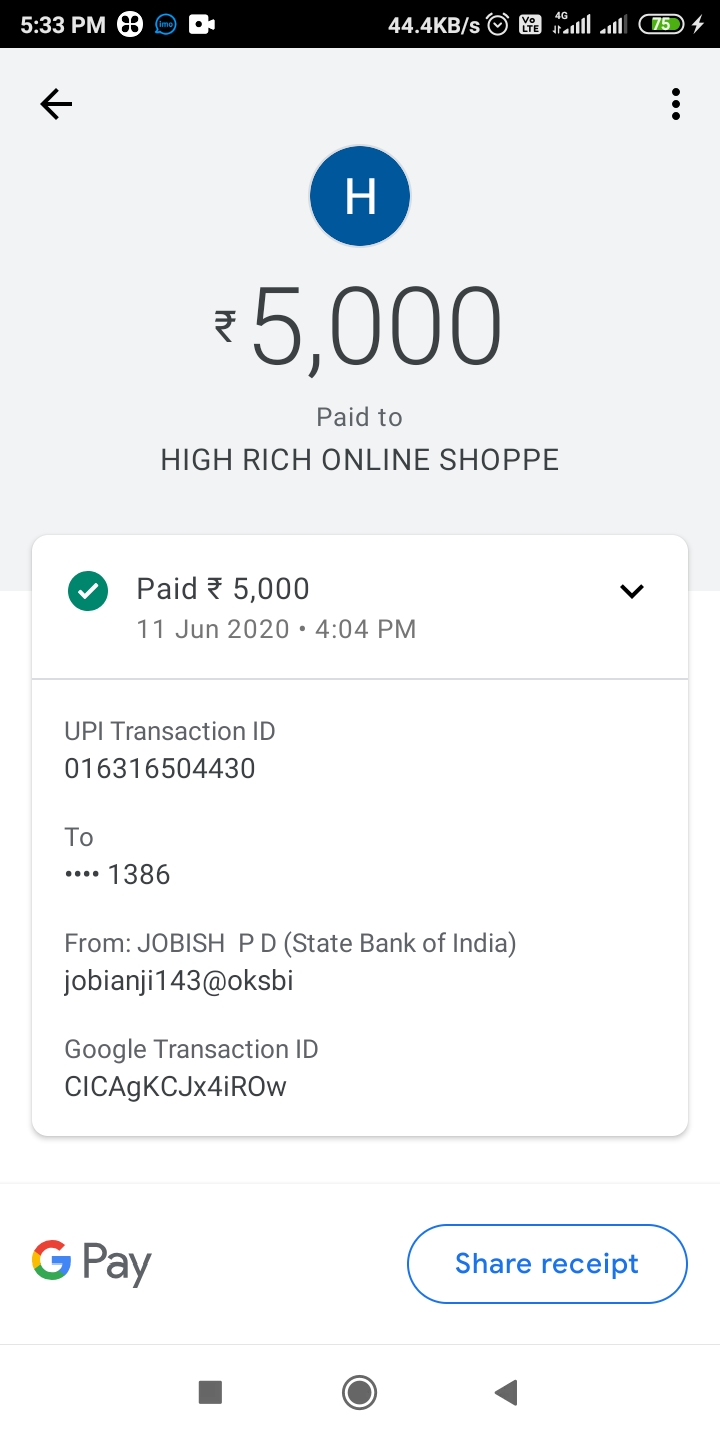 5:33 PM imo 44.4KB/s Vo LTE 4G 75
H
₹5,000
Paid to
HIGH RICH ONLINE SHOPPE
Paid ₹ 5,000
11 Jun 2020 • 4:04 PM
UPI Transaction ID
016316504430
To
•••• 1386
From: JOBISH  P D (State Bank of India)
jobianji143@oksbi
Google Transaction ID
CICAgKCJx4iROw
G Pay
Share receipt